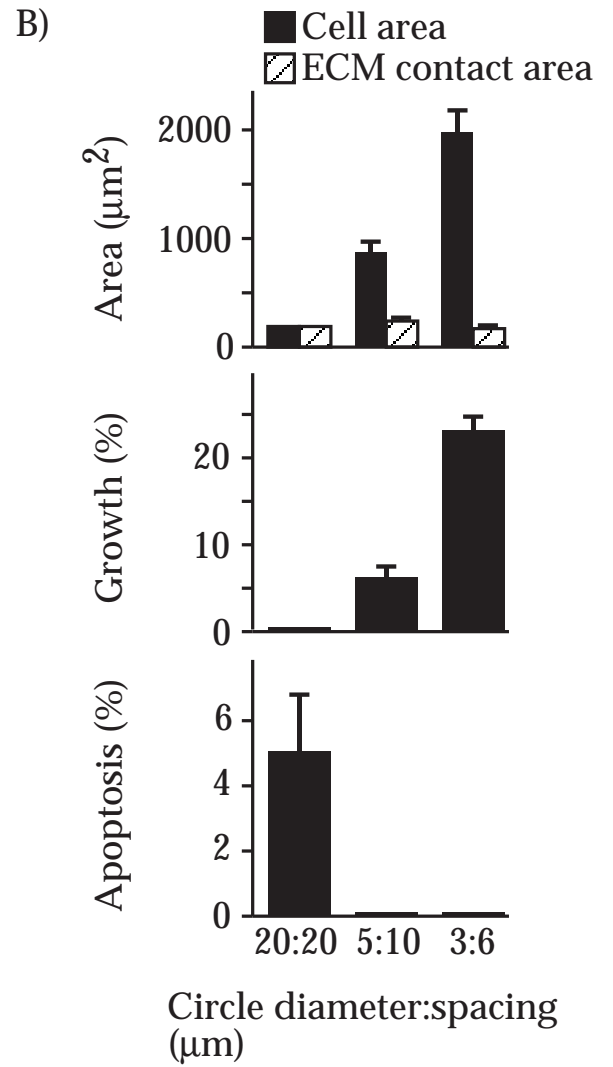 B)
Cell area
ECM contact area
Area (μm²)
2000
1000
0
Growth (%)
20
10
0
Apoptosis (%)
6
4
2
0
20:20 5:10 3:6
Circle diameter:spacing
(μm)